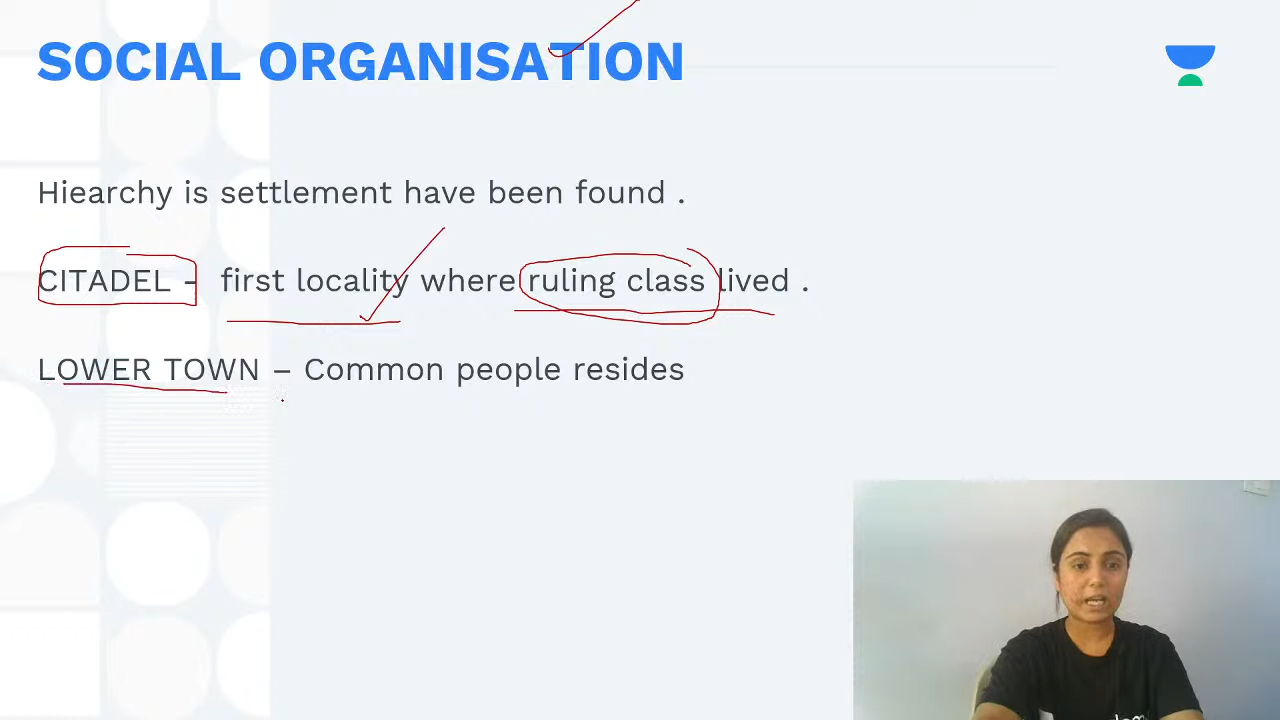 SOCIAL ORGANISATION
Hiearchy is settlement have been found .
CITADEL - first locality where ruling class lived .
LOWER TOWN – Common people resides